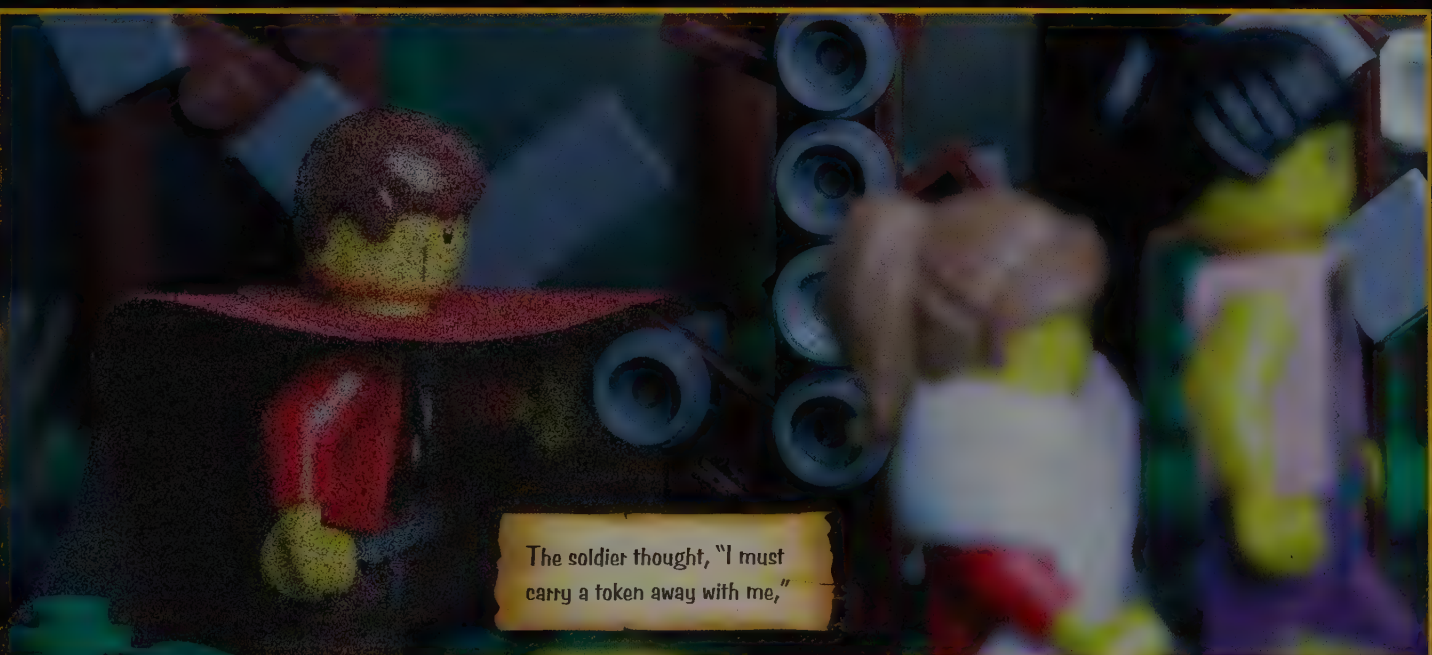 The soldier thought, “I must
carry a token away with me,”